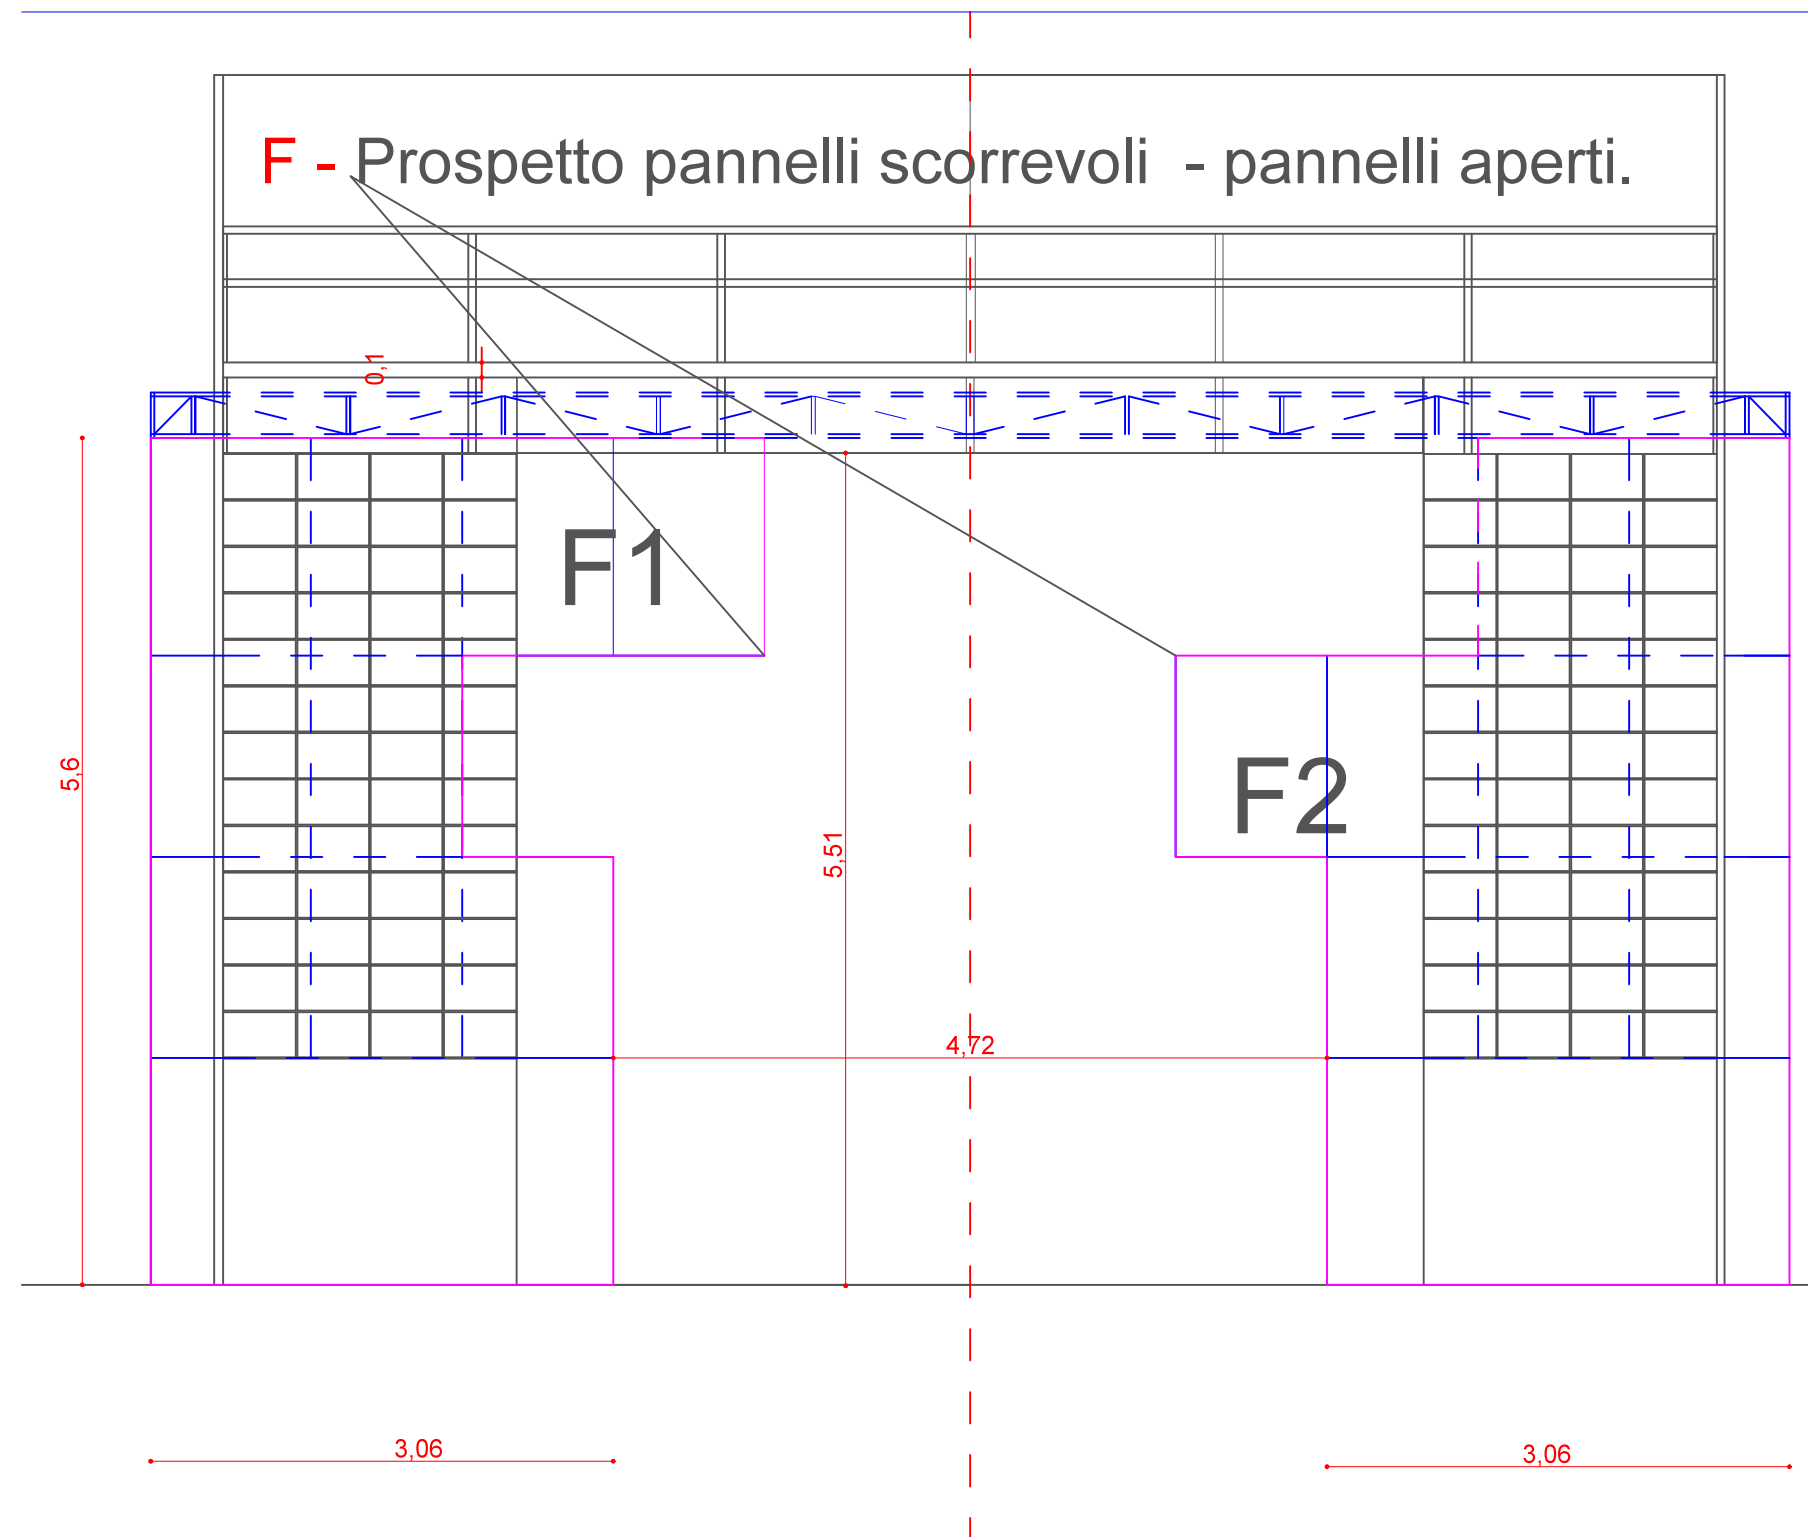 F - Prospetto pannelli scorrevoli - pannelli aperti.
0,1
F1
F2
5,6
5,51
4,72
3,06
3,06